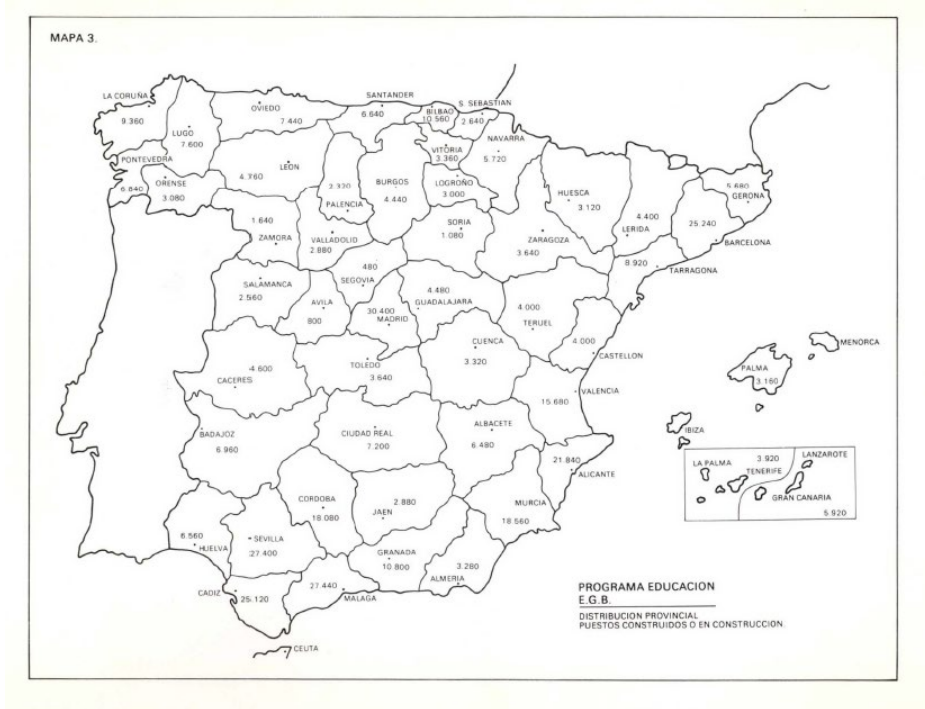 MAPA 3.
LA CORUÑA
9.360
LUGO
7.600
OVIEDO
7.440
SANTANDER
6.640
BILBAO
10.560
S. SEBASTIAN
2.640
NAVARRA
5.720
VITORIA
3.360
PONTEVEDRA
6.840
ORENSE
3.080
LEON
PALENCIA
BURGOS
4.440
LOGROÑO
3.000
HUESCA
3.120
4.400
LERIDA
5.680
GERONA
25.240
BARCELONA
1.640
ZAMORA
VALLADOLID
2.880
SORIA
1.080
ZARAGOZA
3.640
8.920
TARRAGONA
SALAMANCA
2.560
480
SEGOVIA
AVILA
800
30.400
MADRID
4.480
GUADALAJARA
4.000
TERUEL
4.000
CASTELLON
MENORCA
PALMA
3.160
IBIZA
4.600
CACERES
TOLEDO
3.640
CUENCA
3.320
VALENCIA
15.680
BADAJOZ
6.960
CIUDAD REAL
7.200
ALBACETE
6.480
21.840
ALICANTE
LA PALMA
3.920
TENERIFE
LANZAROTE
GRAN CANARIA
5.920
CORDOBA
18.080
2.880
JAEN
MURCIA
18.560
6.560
HUELVA
SEVILLA
27.400
GRANADA
10.800
3.280
ALMERIA
CADIZ
25.120
27.440
MALAGA
CEUTA
PROGRAMA EDUCACION
E.G.B.
DISTRIBUCION PROVINCIAL
PUESTOS CONSTRUIDOS O EN CONSTRUCCION